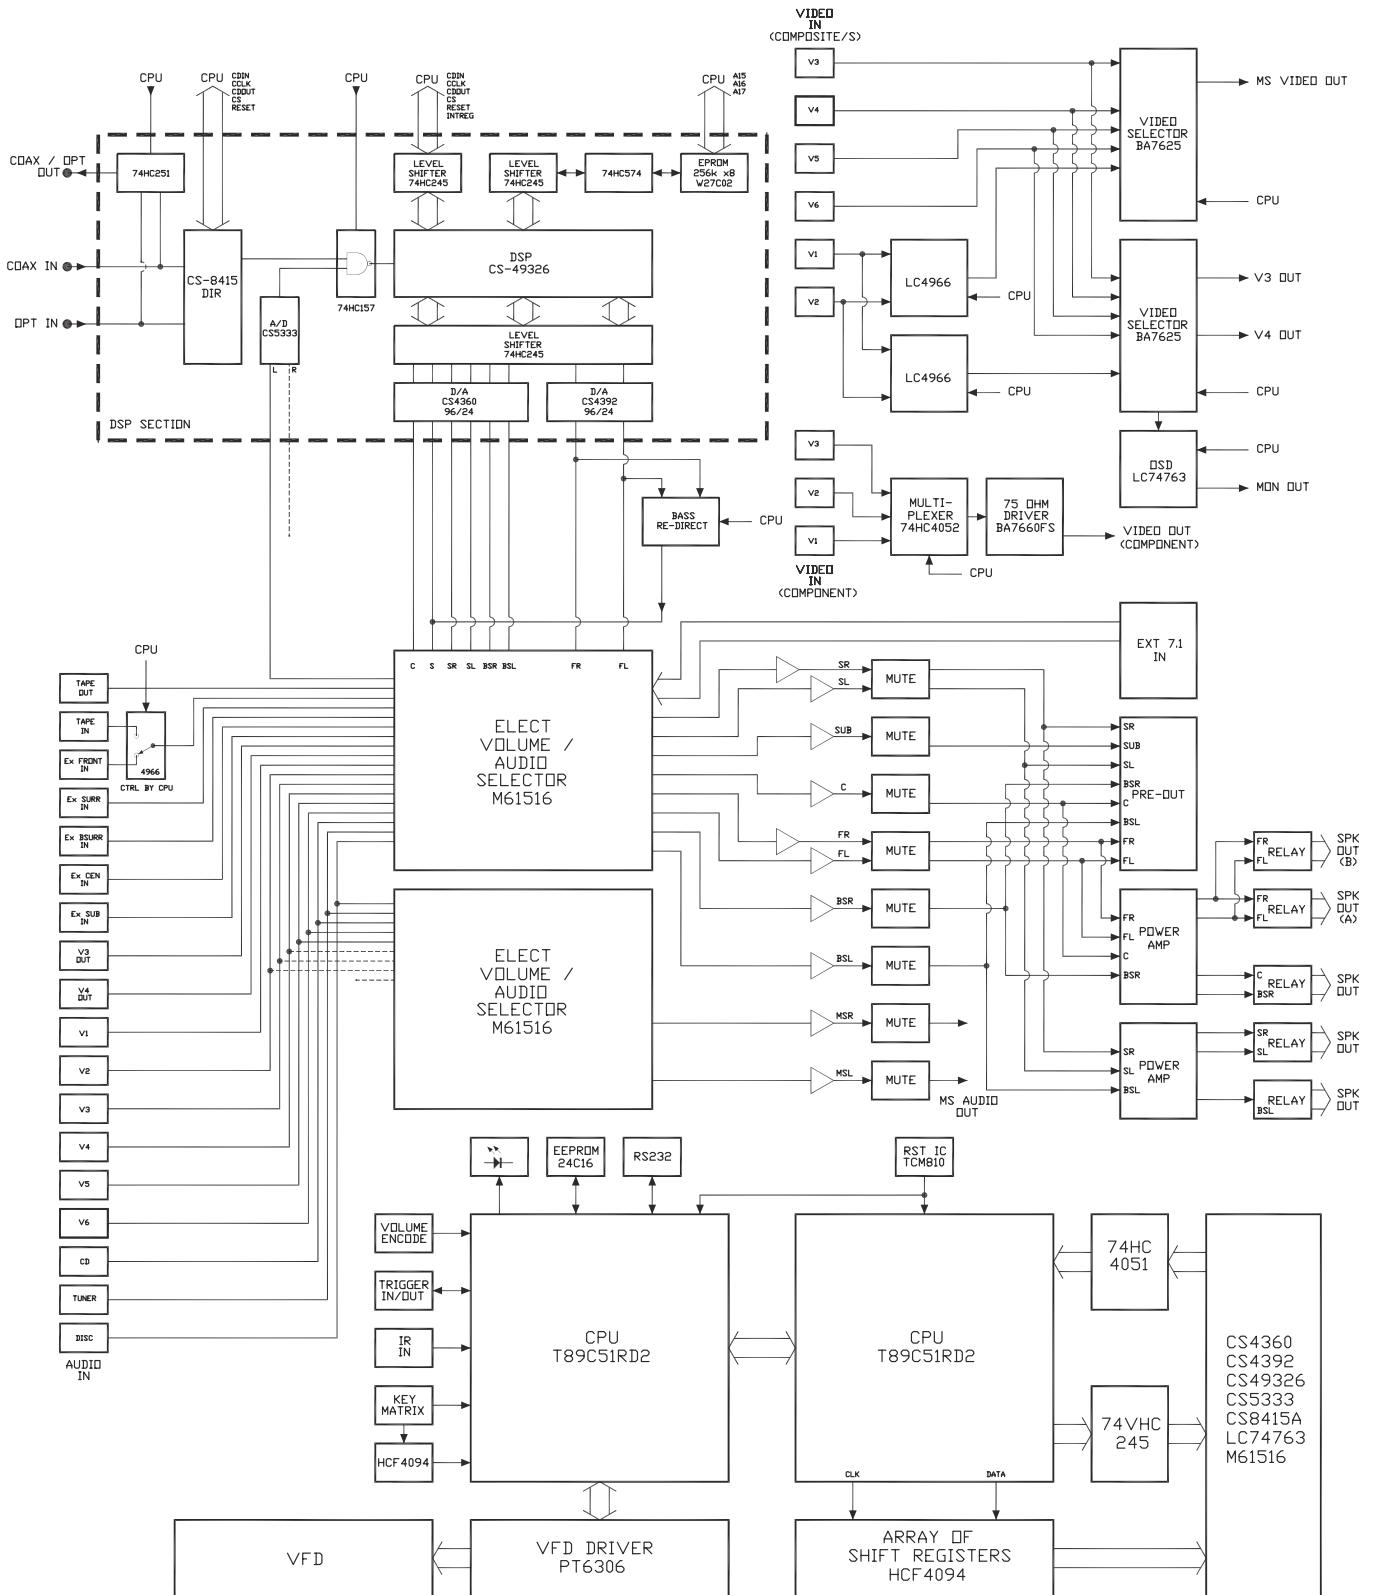 VIDEO
IN
(COMPOSITE/S)
V3
V4
V5
V6
V1
V2
VIDEO
SELECTOR
BA7625
MS VIDEO OUT
CPU
LC4966
CPU
LC4966
CPU
VIDEO
SELECTOR
BA7625
V3 OUT
V4 OUT
CPU
OSD
LC74763
CPU
MON OUT
V3
V2
V1
VIDEO
IN
(COMPONENT)
MULTI-
PLEXER
74HC4052
CPU
75 OHM
DRIVER
BA7660FS
VIDEO OUT
(COMPONENT)
CPU
CPU
CDIN
CCLK
CDOUT
CS
RESET
CPU
CPU
CDIN
CCLK
CDOUT
CS
RESET
INTREG
CPU
A15
A16
A17
COAX / OPT
OUT
74HC251
LEVEL
SHIFTER
74HC245
LEVEL
SHIFTER
74HC245
74HC574
EPROM
256k x8
W27C02
COAX IN
OPT IN
CS-8415
DIR
A/D
CS5333
L R
74HC157
DSP
CS-49326
LEVEL
SHIFTER
74HC245
D/A
CS4360
96/24
D/A
CS4392
96/24
DSP SECTION
BASS
RE-DIRECT
CPU
EXT 7.1
IN
C S SR SL BSR BSL FR FL
ELECT
VOLUME /
AUDIO
SELECTOR
M61516
ELECT
VOLUME /
AUDIO
SELECTOR
M61516
CPU
4966
CTRL BY CPU
TAPE
OUT
TAPE
IN
Ex FRONT
IN
Ex SURR
IN
Ex BSURR
IN
Ex CEN
IN
Ex SUB
IN
V3
OUT
V4
OUT
V1
V2
V3
V4
V5
V6
CD
TUNER
DISC
AUDIO
IN
SR
SL
MUTE
SUB
MUTE
C
MUTE
FR
FL
MUTE
BSR
MUTE
BSL
MUTE
MSR
MUTE
MSL
MUTE
MS AUDIO
OUT
SR
SUB
SL
BSR
PRE-OUT
C
BSL
FR
FL
FR
POWER
AMP
FL
C
BSR
SR
POWER
AMP
SL
BSL
FR
FL
RELAY
SPK
OUT
(B)
FR
FL
RELAY
SPK
OUT
(A)
C
BSR
RELAY
SPK
OUT
SR
SL
RELAY
SPK
OUT
RELAY
BSL
SPK
OUT
EEPROM
24C16
RS232
RST IC
TCM810
VOLUME
ENCODE
TRIGGER
IN/OUT
IR
IN
KEY
MATRIX
HCF4094
CPU
T89C51RD2
CPU
T89C51RD2
CLK
DATA
74HC
4051
74VHC
245
CS4360
CS4392
CS49326
CS5333
CS8415A
LC74763
M61516
VFD
VFD DRIVER
PT6306
ARRAY OF
SHIFT REGISTERS
HCF4094